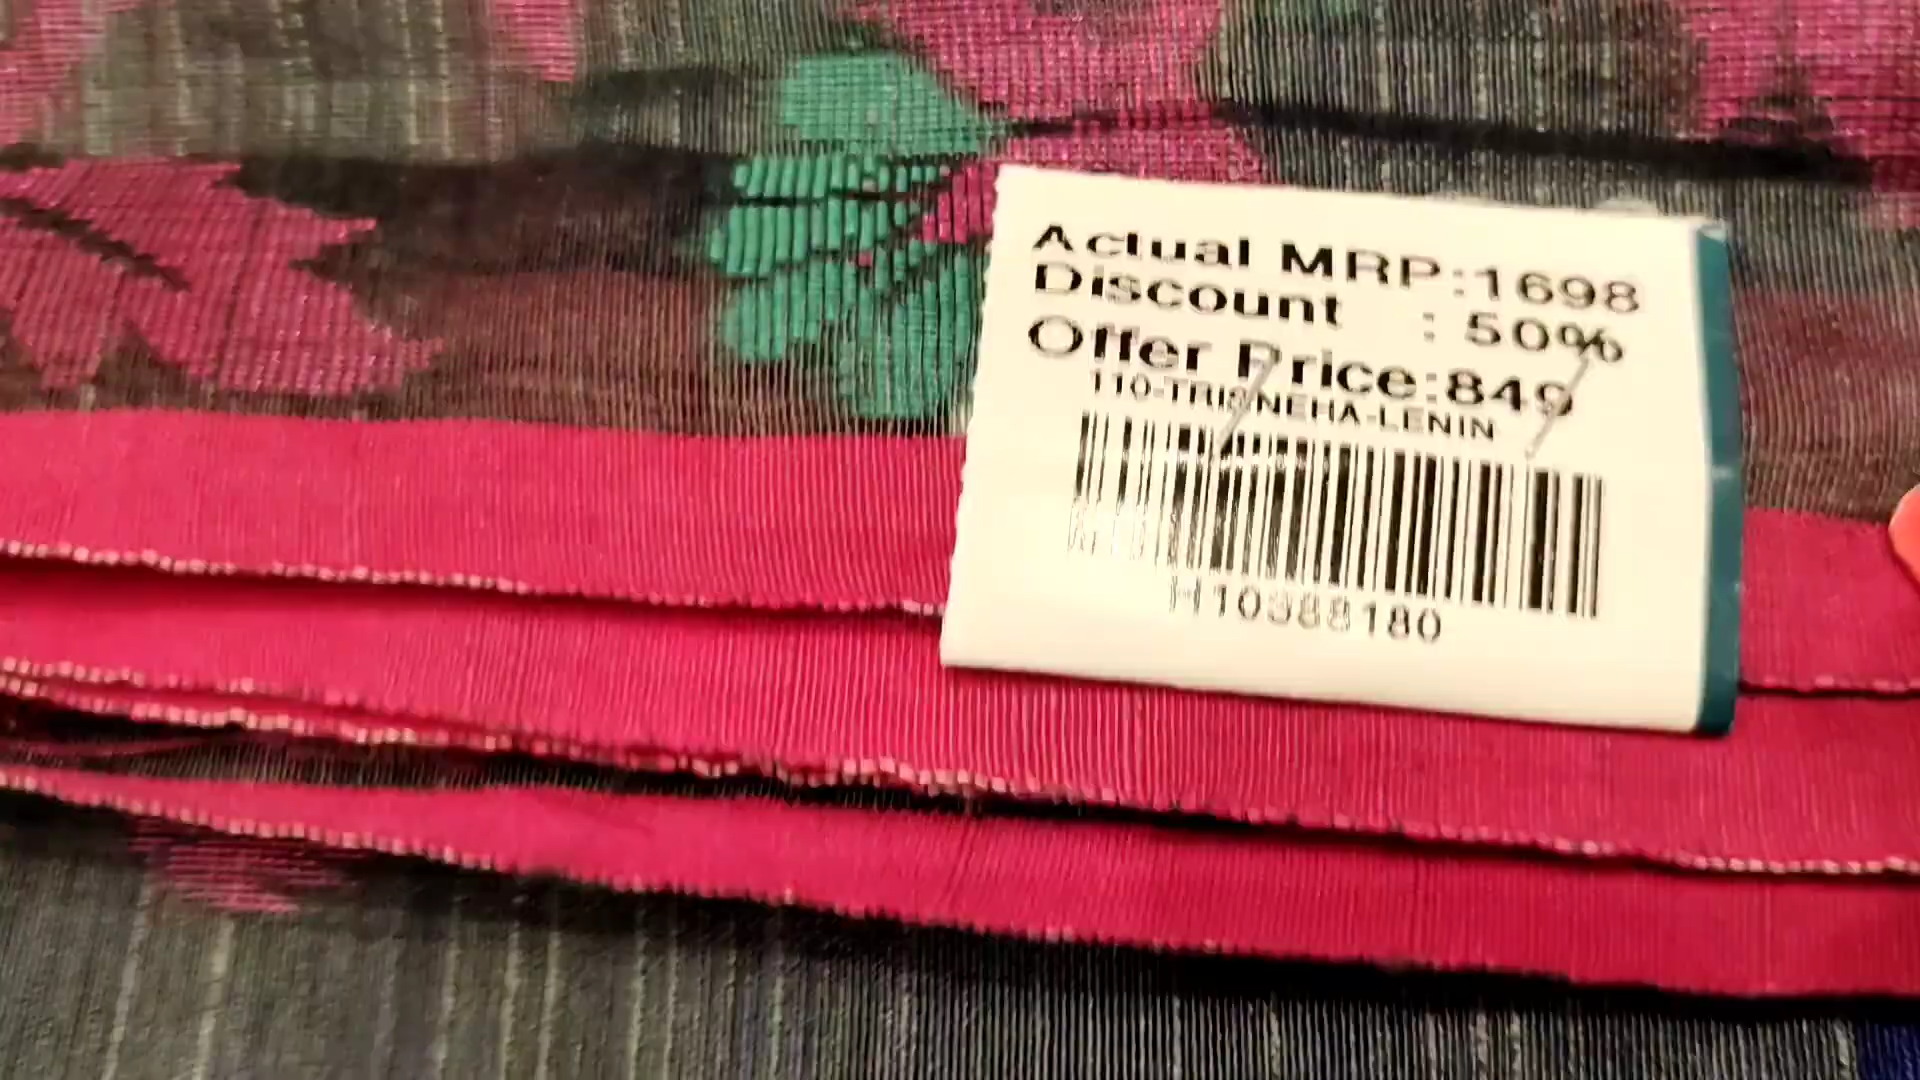 Actual MRP:1698
Discount : 50%
Offer Price:849
110-TRISNEHA-LENIN
H10388180